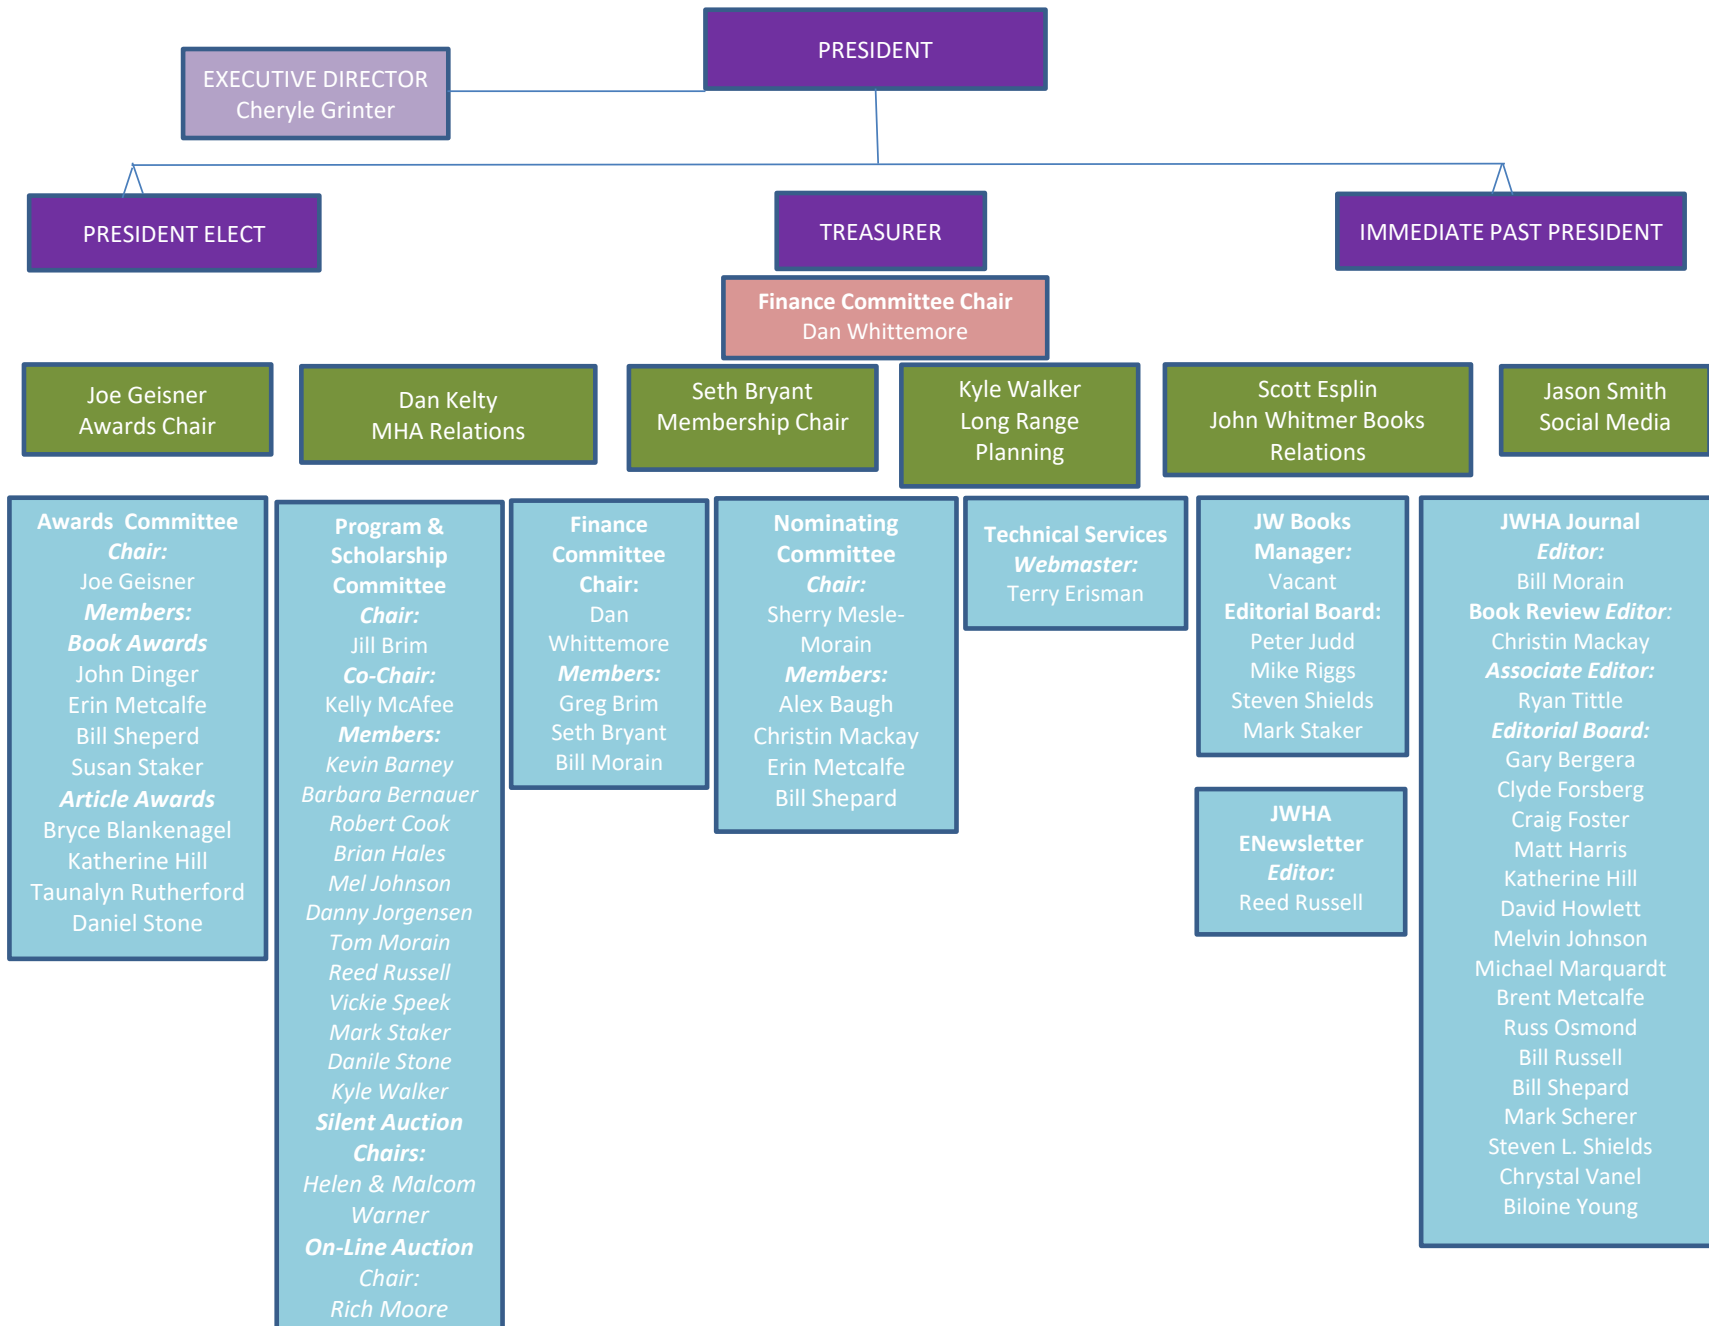 PRESIDENT
EXECUTIVE DIRECTOR
Cheryle Grinter
PRESIDENT ELECT
TREASURER
IMMEDIATE PAST PRESIDENT
Finance Committee Chair
Dan Whittemore
Joe Geisner
Awards Chair
Dan Kelty
MHA Relations
Seth Bryant
Membership Chair
Kyle Walker
Long Range
Planning
Scott Esplin
John Whitmer Books
Relations
Jason Smith
Social Media
Awards  Committee
Chair:
Joe Geisner
Members:
Book Awards
John Dinger
Erin Metcalfe
Bill Sheperd
Susan Staker
Article Awards
Bryce Blankenagel
Katherine Hill
Taunalyn Rutherford
Daniel Stone
Program &
Scholarship
Committee
Chair:
Jill Brim
Co-Chair:
Kelly McAfee
Members:
Kevin Barney
Barbara Bernauer
Robert Cook
Brian Hales
Mel Johnson
Danny Jorgensen
Tom Morain
Reed Russell
Vickie Speek
Mark Staker
Danile Stone
Kyle Walker
Silent Auction
Chairs:
Helen & Malcom
Warner
On-Line Auction
Chair:
Rich Moore
Finance
Committee
Chair:
Dan
Whittemore
Members:
Greg Brim
Seth Bryant
Bill Morain
Nominating
Committee
Chair:
Sherry Mesle-
Morain
Members:
Alex Baugh
Christin Mackay
Erin Metcalfe
Bill Shepard
Technical Services
Webmaster:
Terry Erisman
JW Books
Manager:
Vacant
Editorial Board:
Peter Judd
Mike Riggs
Steven Shields
Mark Staker
JWHA
ENewsletter
Editor:
Reed Russell
JWHA Journal
Editor:
Bill Morain
Book Review Editor:
Christin Mackay
Associate Editor:
Ryan Tittle
Editorial Board:
Gary Bergera
Clyde Forsberg
Craig Foster
Matt Harris
Katherine Hill
David Howlett
Melvin Johnson
Michael Marquardt
Brent Metcalfe
Russ Osmond
Bill Russell
Bill Shepard
Mark Scherer
Steven L. Shields
Chrystal Vanel
Biloine Young